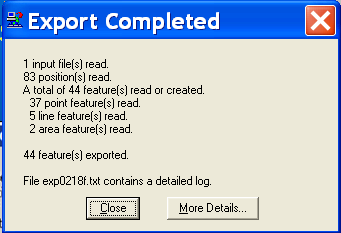 Export Completed
1 input file(s) read.
83 position(s) read.
A total of 44 feature(s) read or created.
37 point feature(s) read.
5 line feature(s) read.
2 area feature(s) read.
44 feature(s) exported.
File exp0218f.txt contains a detailed log.
Close
More Details...